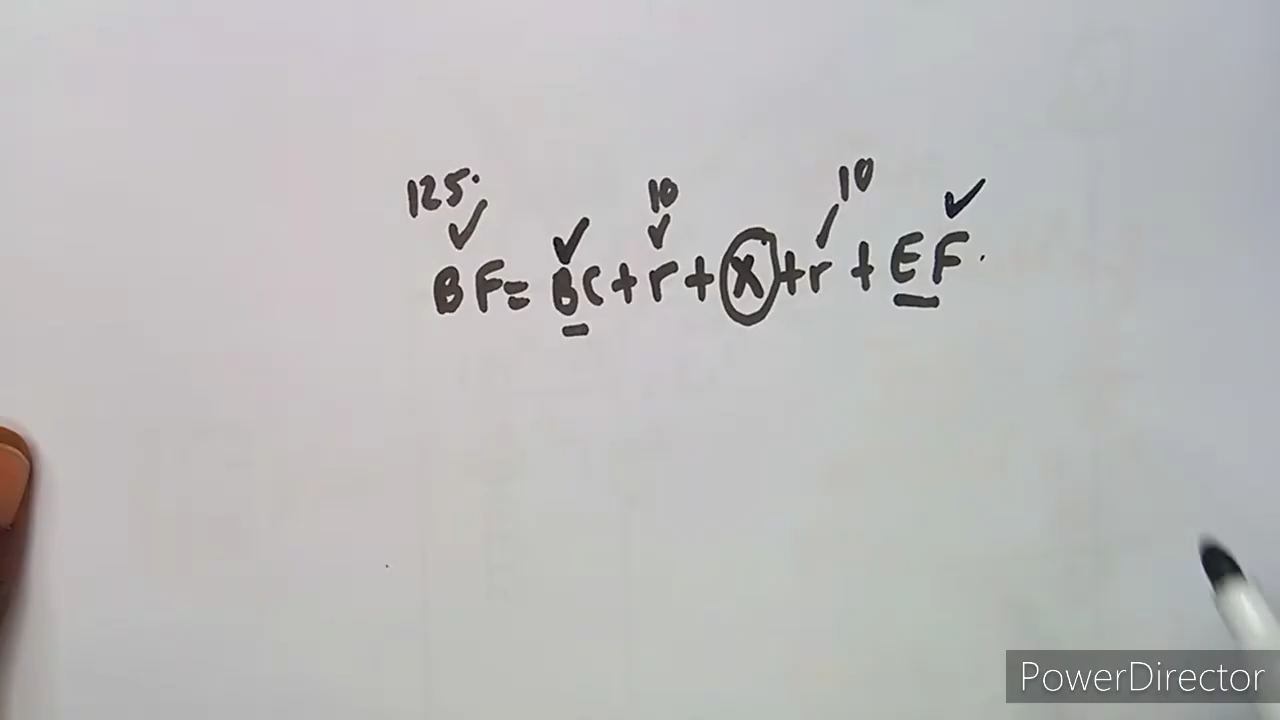 125. 10 10
BF = BC + r + X + r + EF.
PowerDirector